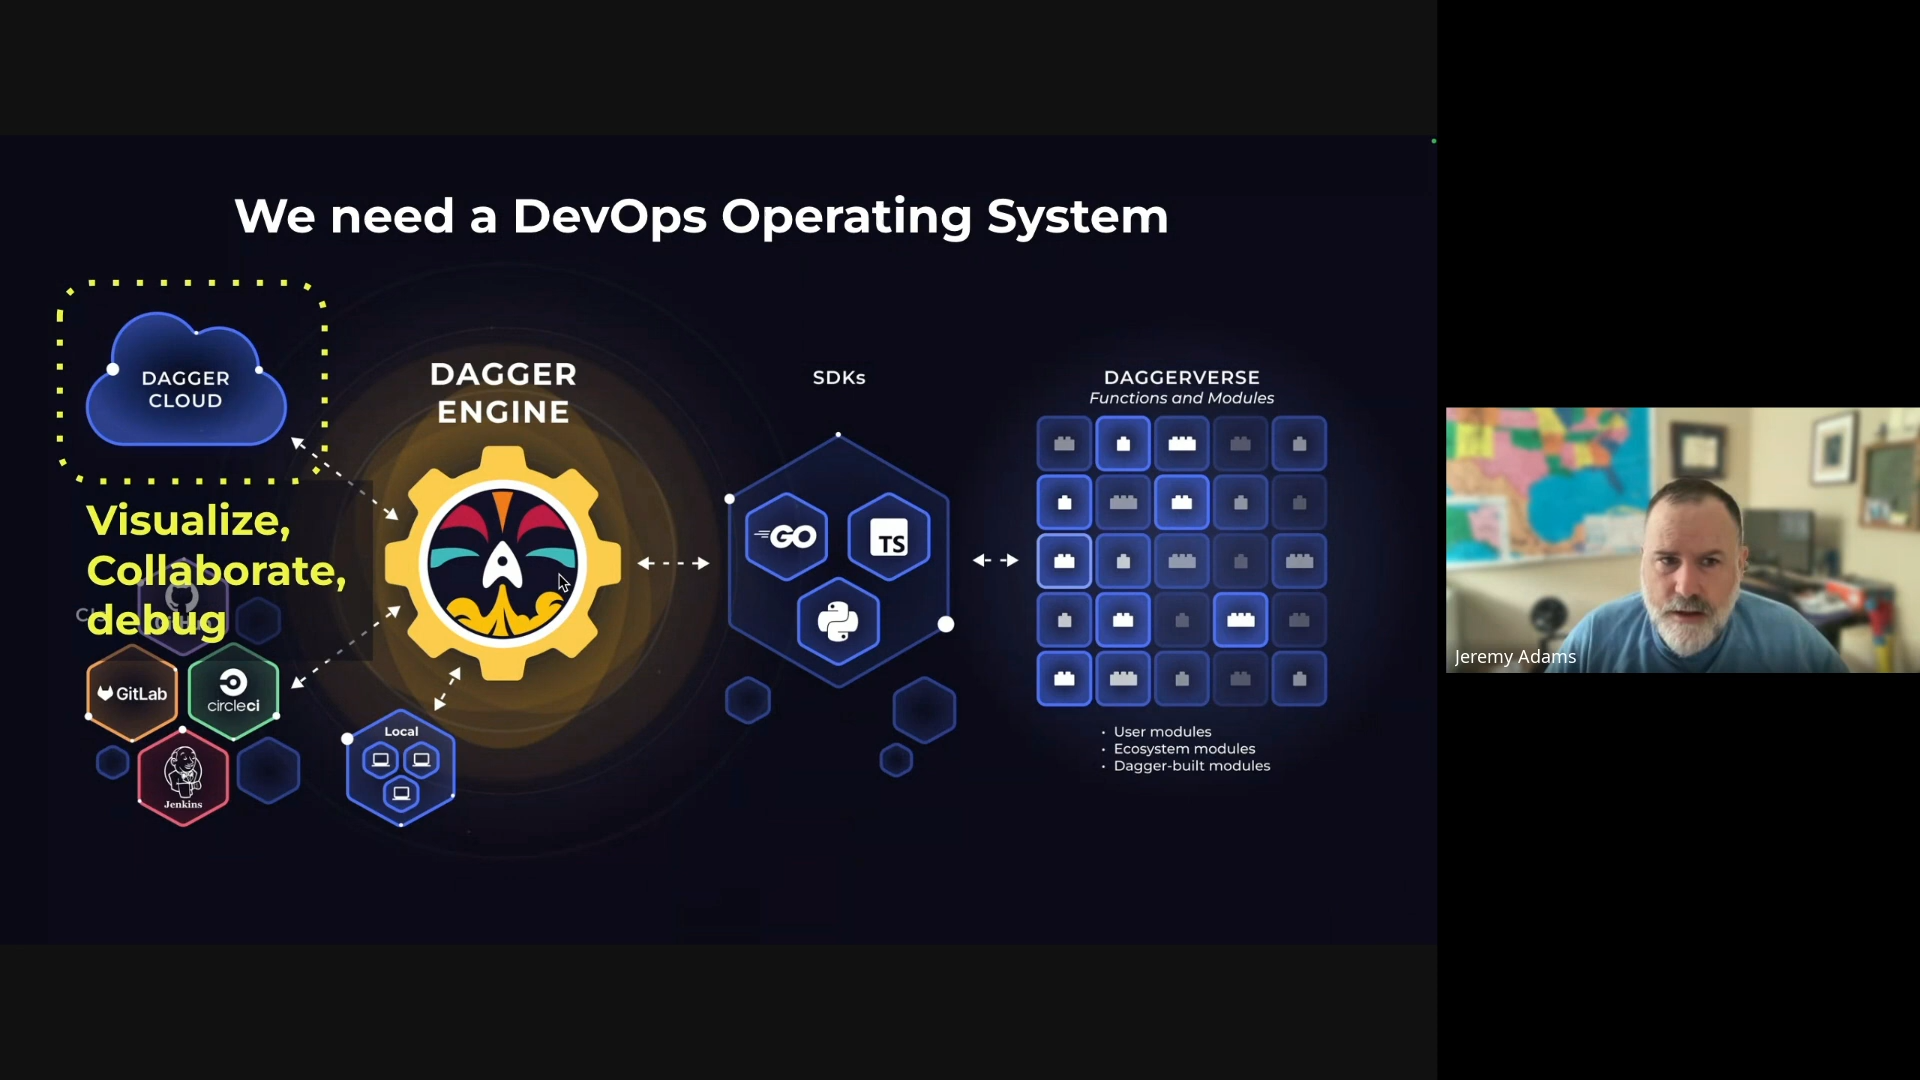 We need a DevOps Operating System
DAGGER
CLOUD
Visualize,
Collaborate,
debug
GitLab
circleci
Jenkins
Local
DAGGER
ENGINE
SDKs
GO
TS
DAGGERVERSE
Functions and Modules
• User modules
• Ecosystem modules
• Dagger-built modules
Jeremy Adams